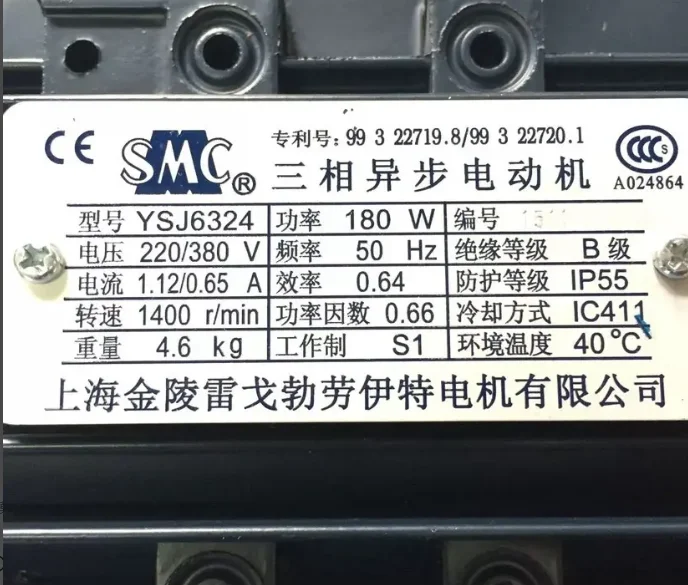 CE SMC® 专利号: 99 3 22719.8/99 3 22720.1 CCC S
三相异步电动机 A024864
型号 YSJ6324 功率 180 W 编号
电压 220/380 V 频率 50 Hz 绝缘等级 B 级
电流 1.12/0.65 A 效率 0.64 防护等级 IP55
转速 1400 r/min 功率因数 0.66 冷却方式 IC411
重量 4.6 kg 工作制 S1 环境温度 40°C
上海金陵雷戈勃劳伊特电机有限公司